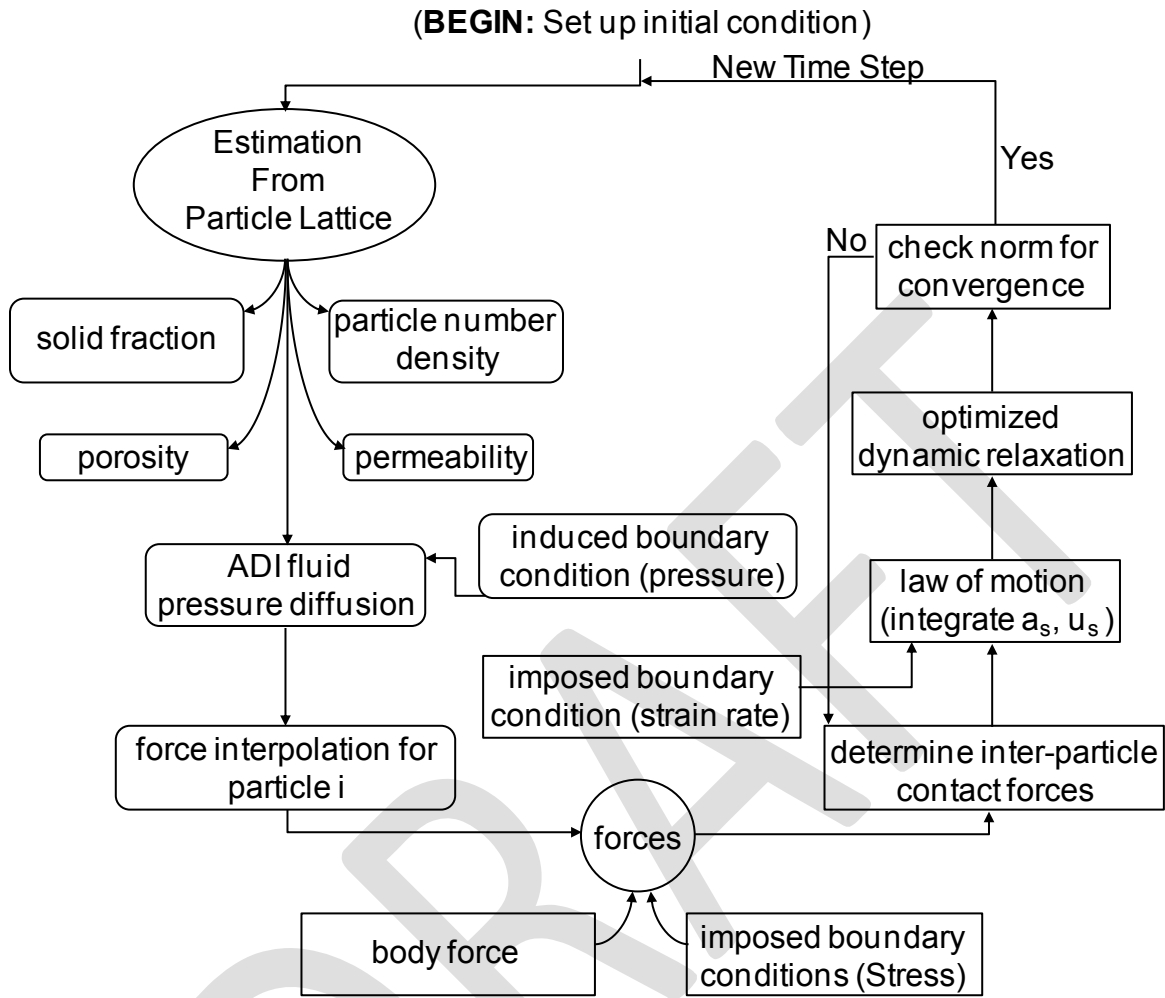 (BEGIN: Set up initial condition)
New Time Step
Estimation
From
Particle Lattice
Yes
No
check norm for
convergence
solid fraction
particle number
density
porosity
permeability
optimized
dynamic relaxation
ADI fluid
pressure diffusion
induced boundary
condition (pressure)
law of motion
(integrate aₛ, uₛ)
imposed boundary
condition (strain rate)
force interpolation for
particle i
determine inter-particle
contact forces
forces
body force
imposed boundary
conditions (Stress)
DRAFT